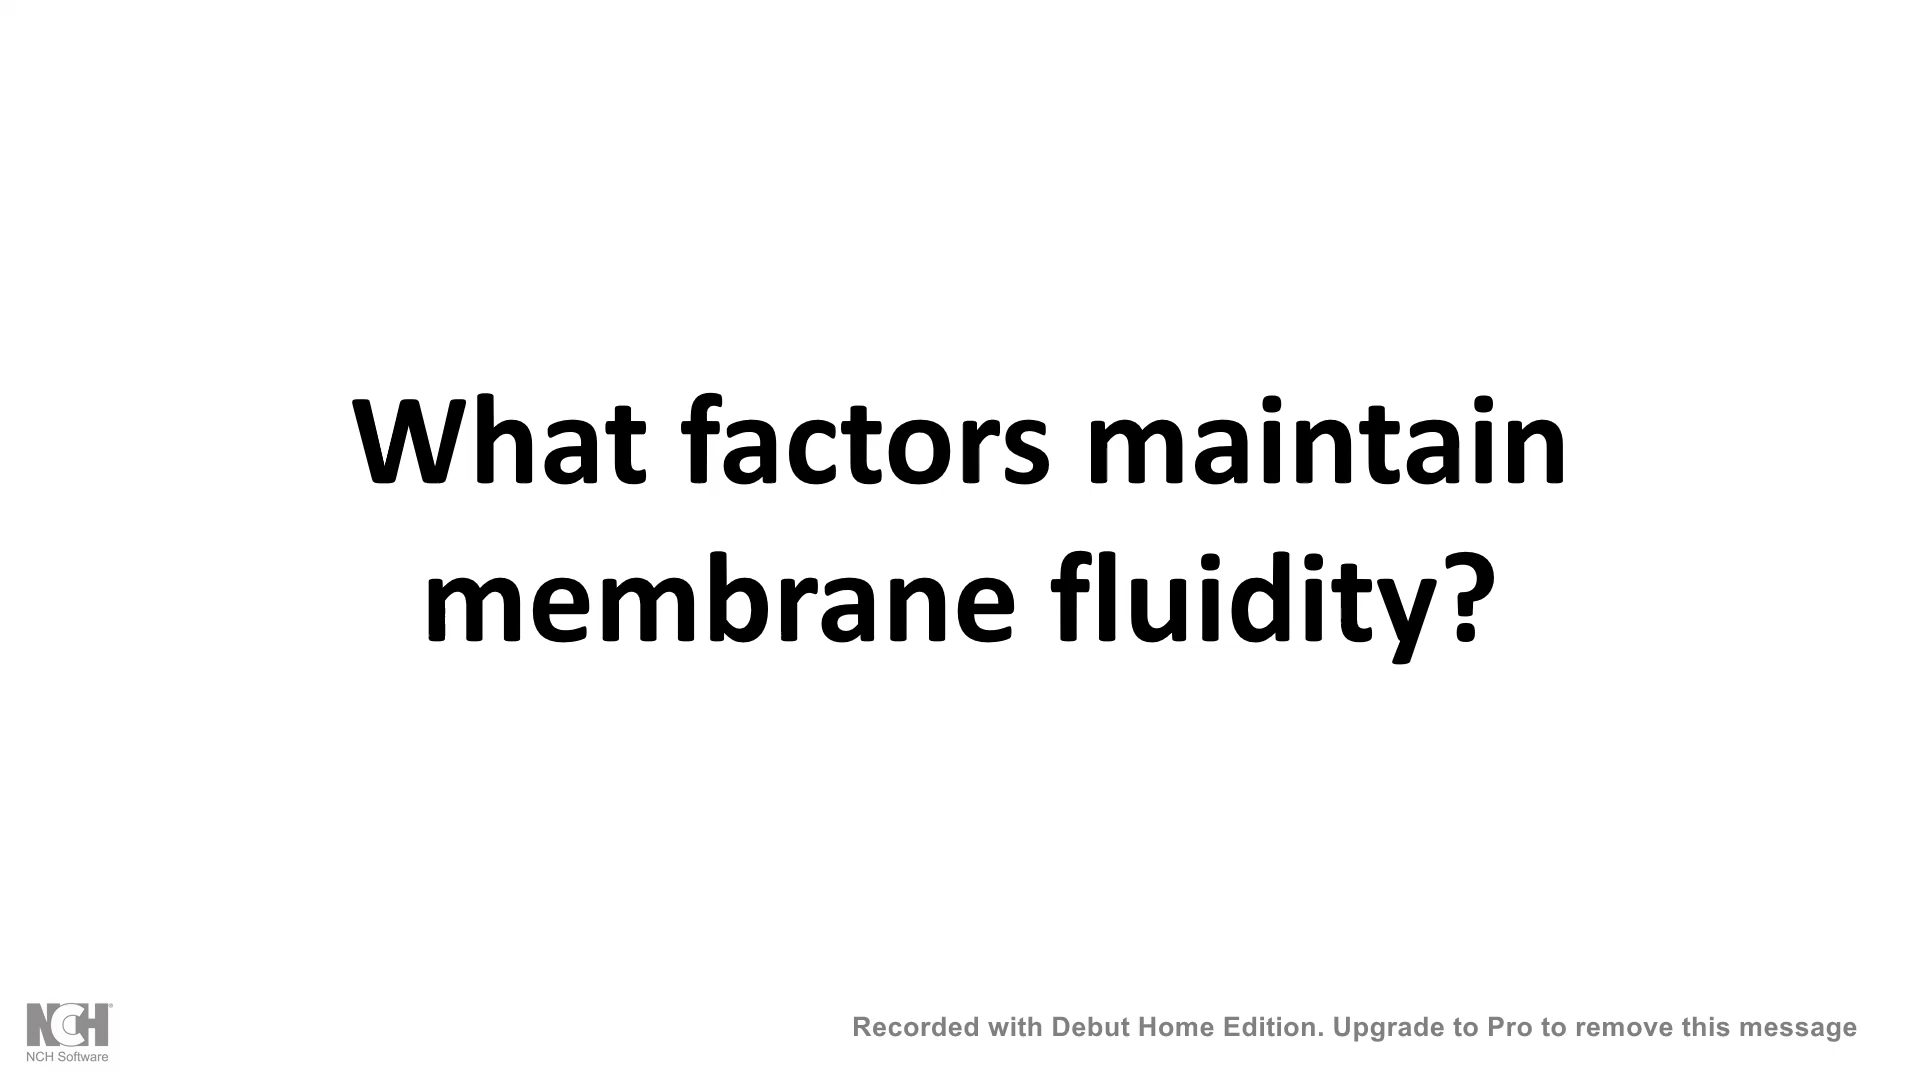 What factors maintain
membrane fluidity?
NCH
NCH Software
Recorded with Debut Home Edition. Upgrade to Pro to remove this message